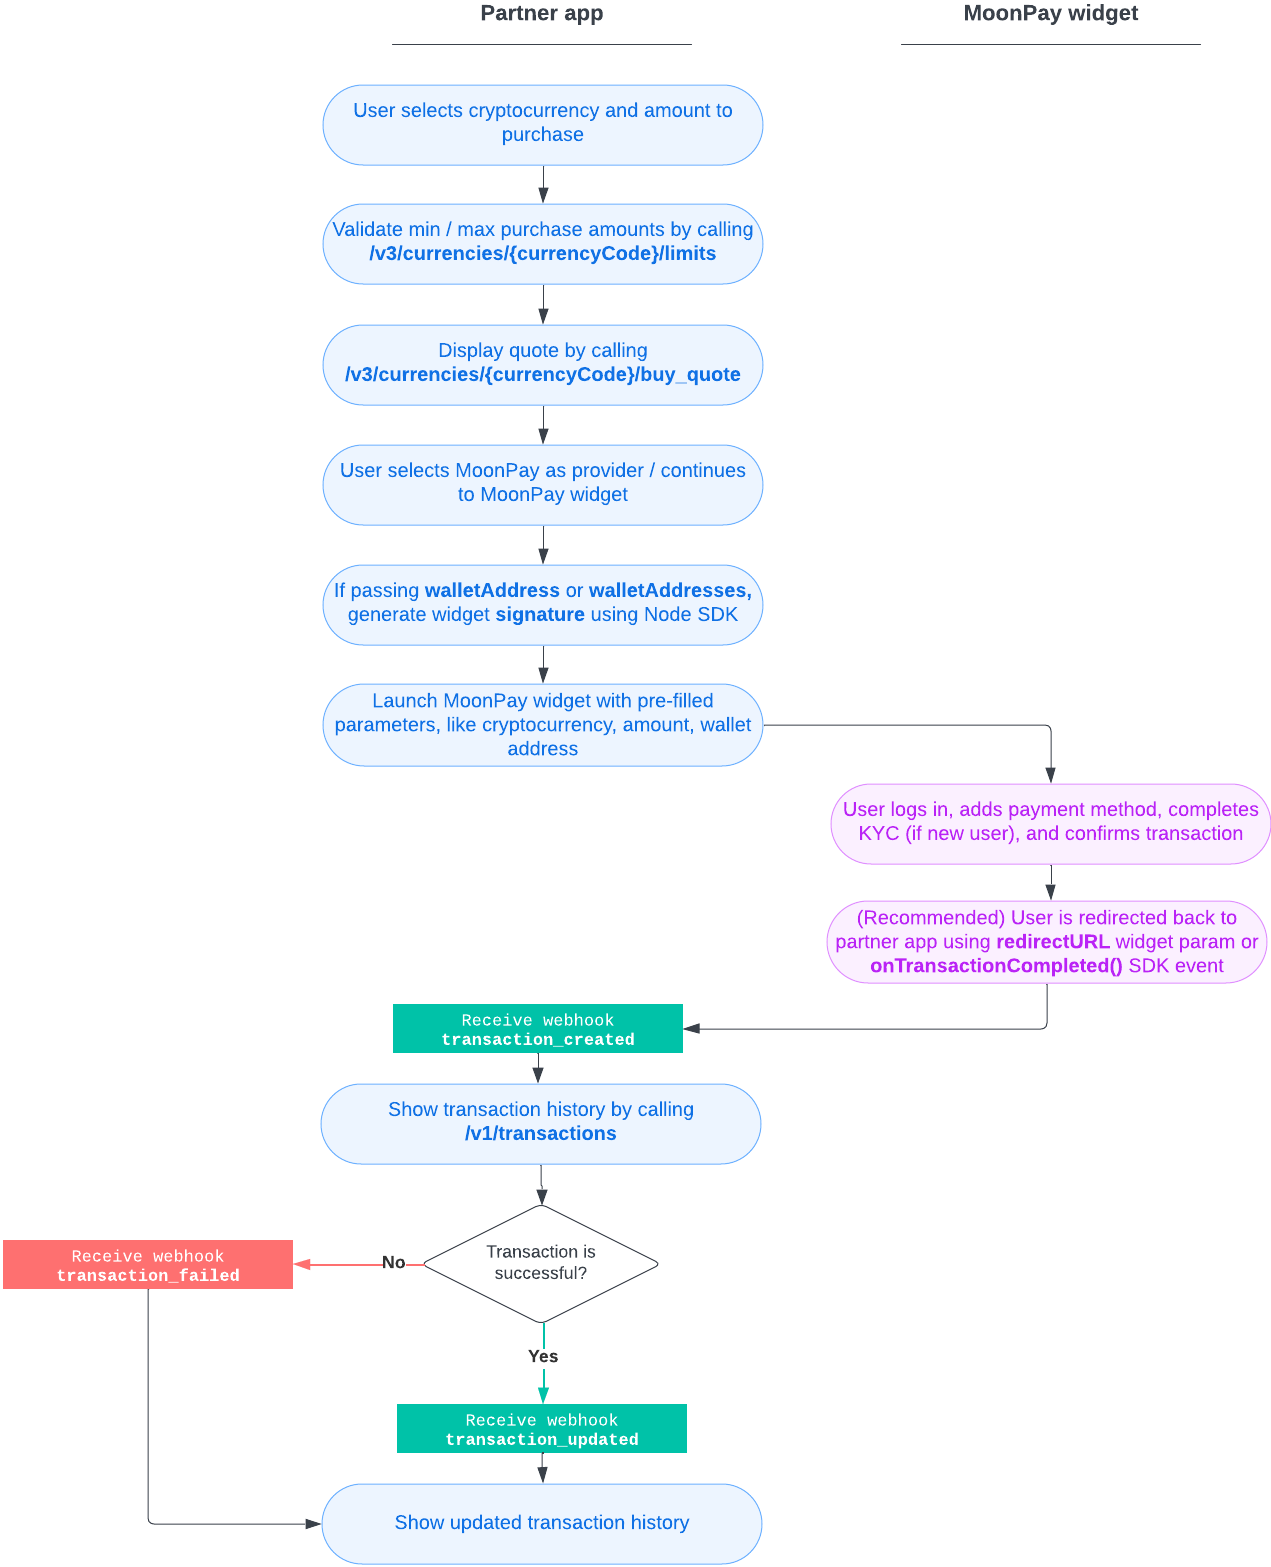 Partner app
MoonPay widget
User selects cryptocurrency and amount to
purchase
Validate min / max purchase amounts by calling
/v3/currencies/{currencyCode}/limits
Display quote by calling
/v3/currencies/{currencyCode}/buy_quote
User selects MoonPay as provider / continues
to MoonPay widget
If passing walletAddress or walletAddresses,
generate widget signature using Node SDK
Launch MoonPay widget with pre-filled
parameters, like cryptocurrency, amount, wallet
address
User logs in, adds payment method, completes
KYC (if new user), and confirms transaction
(Recommended) User is redirected back to
partner app using redirectURL widget param or
onTransactionCompleted() SDK event
Receive webhook
transaction_created
Show transaction history by calling
/v1/transactions
Transaction is
successful?
No
Receive webhook
transaction_failed
Yes
Receive webhook
transaction_updated
Show updated transaction history